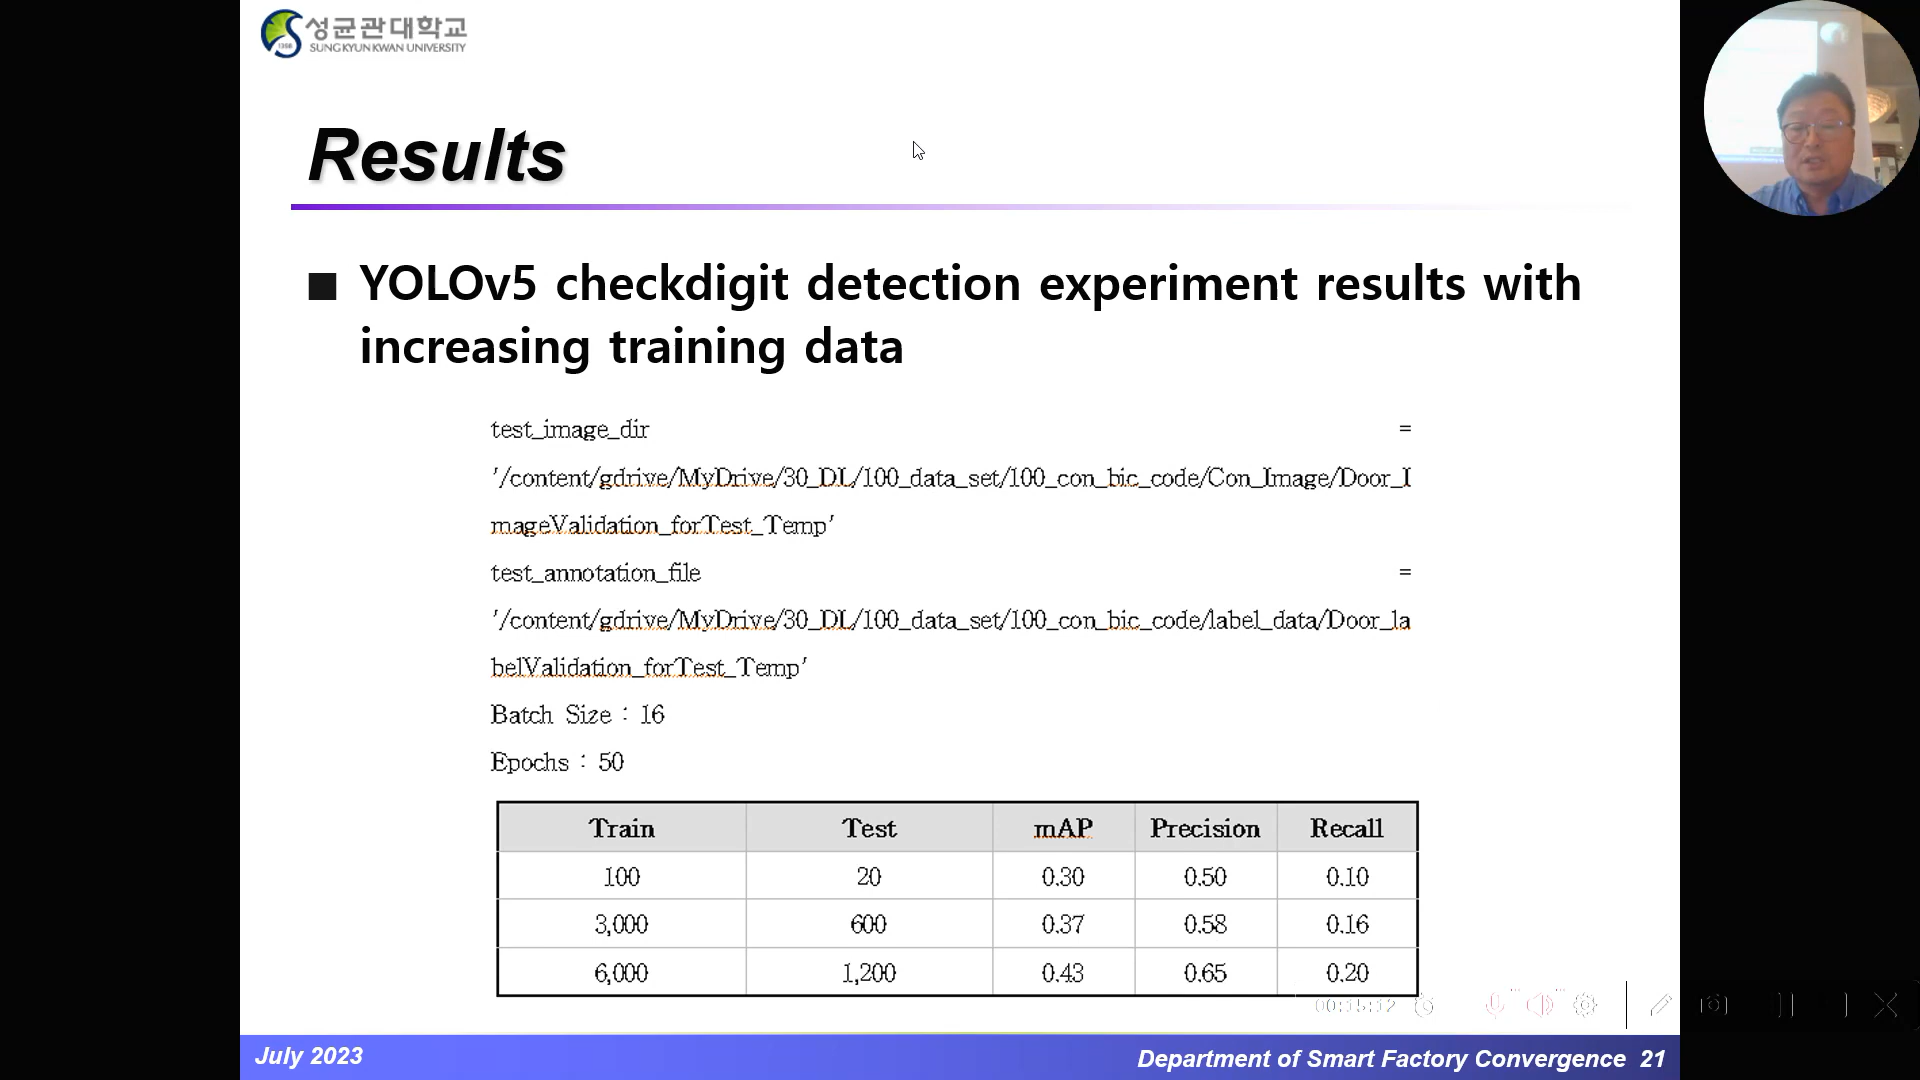 성균관대학교
SUNG KYUN KWAN UNIVERSITY
1398
Results
■ YOLOv5 checkdigit detection experiment results with
increasing training data
test_image_dir =
'/content/gdrive/MyDrive/30_DL/100_data_set/100_con_bic_code/Con_Image/Door_I
mageValidation_forTest_Temp'
test_annotation_file =
'/content/gdrive/MyDrive/30_DL/100_data_set/100_con_bic_code/label_data/Door_la
belValidation_forTest_Temp'
Batch Size : 16
Epochs : 50
Train Test mAP Precision Recall
100 20 0.30 0.50 0.10
3,000 600 0.37 0.58 0.16
6,000 1,200 0.43 0.65 0.20
00:15:12
July 2023
Department of Smart Factory Convergence 21